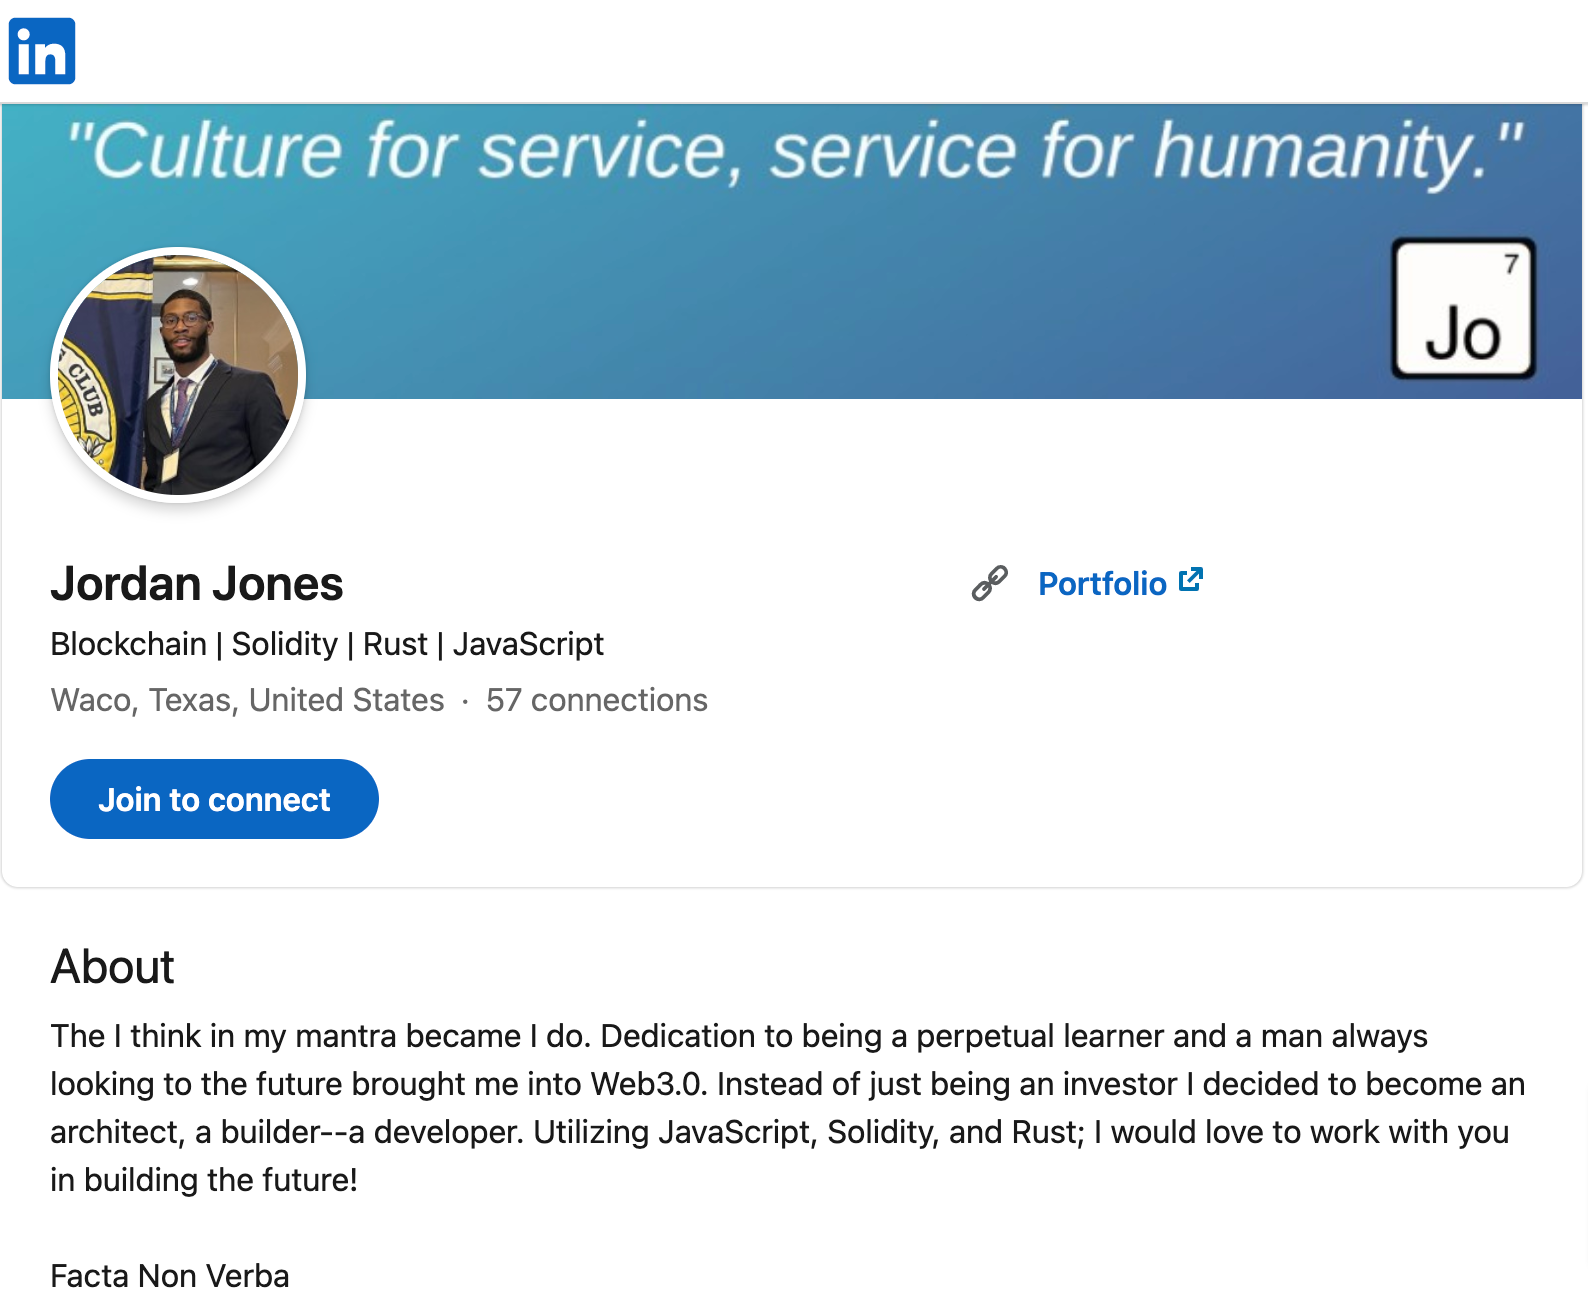 in
"Culture for service, service for humanity."
7
Jo
CLUB
Jordan Jones
Portfolio
Blockchain | Solidity | Rust | JavaScript
Waco, Texas, United States · 57 connections
Join to connect
About
The I think in my mantra became I do. Dedication to being a perpetual learner and a man always
looking to the future brought me into Web3.0. Instead of just being an investor I decided to become an
architect, a builder--a developer. Utilizing JavaScript, Solidity, and Rust; I would love to work with you
in building the future!
Facta Non Verba